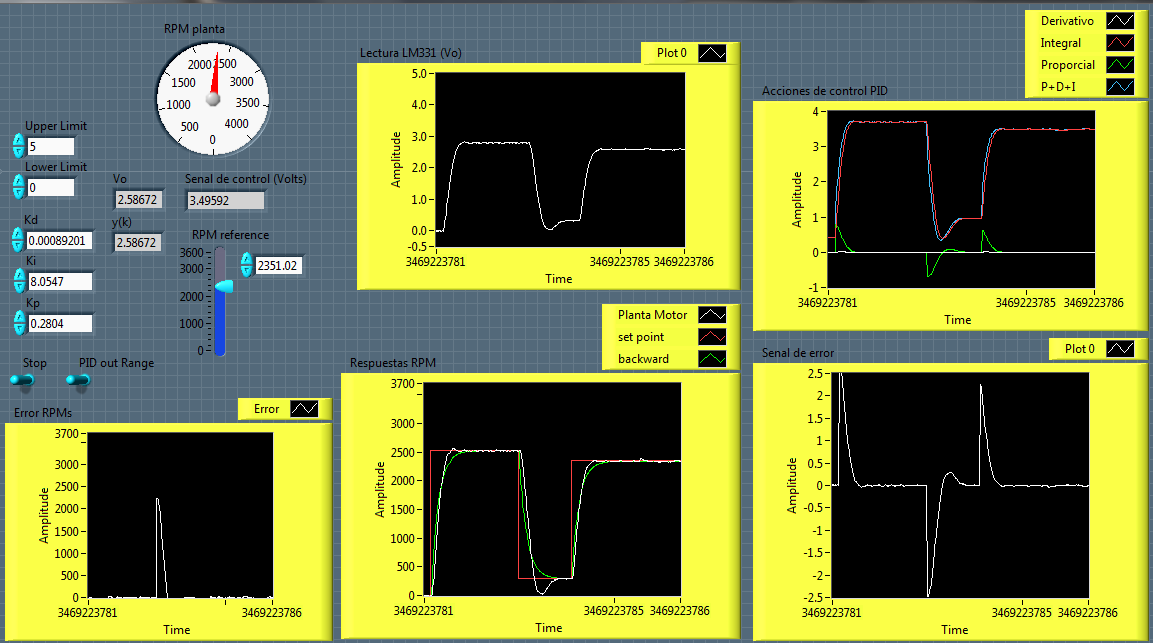 RPM planta
0
500
1000
1500
2000
2500
3000
3500
4000
Upper Limit
5
Lower Limit
0
Kd
0.00089201
Ki
8.0547
Kp
0.2804
Vo
2.58672
y(k)
2.58672
Senal de control (Volts)
3.49592
RPM reference
3600
3000
2000
1000
0
2351.02
Stop
PID out Range
Lectura LM331 (Vo)
Plot 0
Amplitude
5.0
4.0
3.0
2.0
1.0
0.0
-0.5
3469223781
3469223785
3469223786
Time
Derivativo
Integral
Proporcial
P+D+I
Acciones de control PID
Amplitude
4
3
2
1
0
-1
3469223781
3469223785
3469223786
Time
Error RPMs
Error
Amplitude
3700
3000
2500
2000
1500
1000
500
0
3469223781
3469223786
Time
Planta Motor
set point
backward
Respuestas RPM
Amplitude
3700
3000
2500
2000
1500
1000
500
0
3469223781
3469223785
3469223786
Time
Senal de error
Plot 0
Amplitude
2.5
2
1.5
1
0.5
0
-0.5
-1
-1.5
-2
-2.5
3469223781
3469223785
3469223786
Time